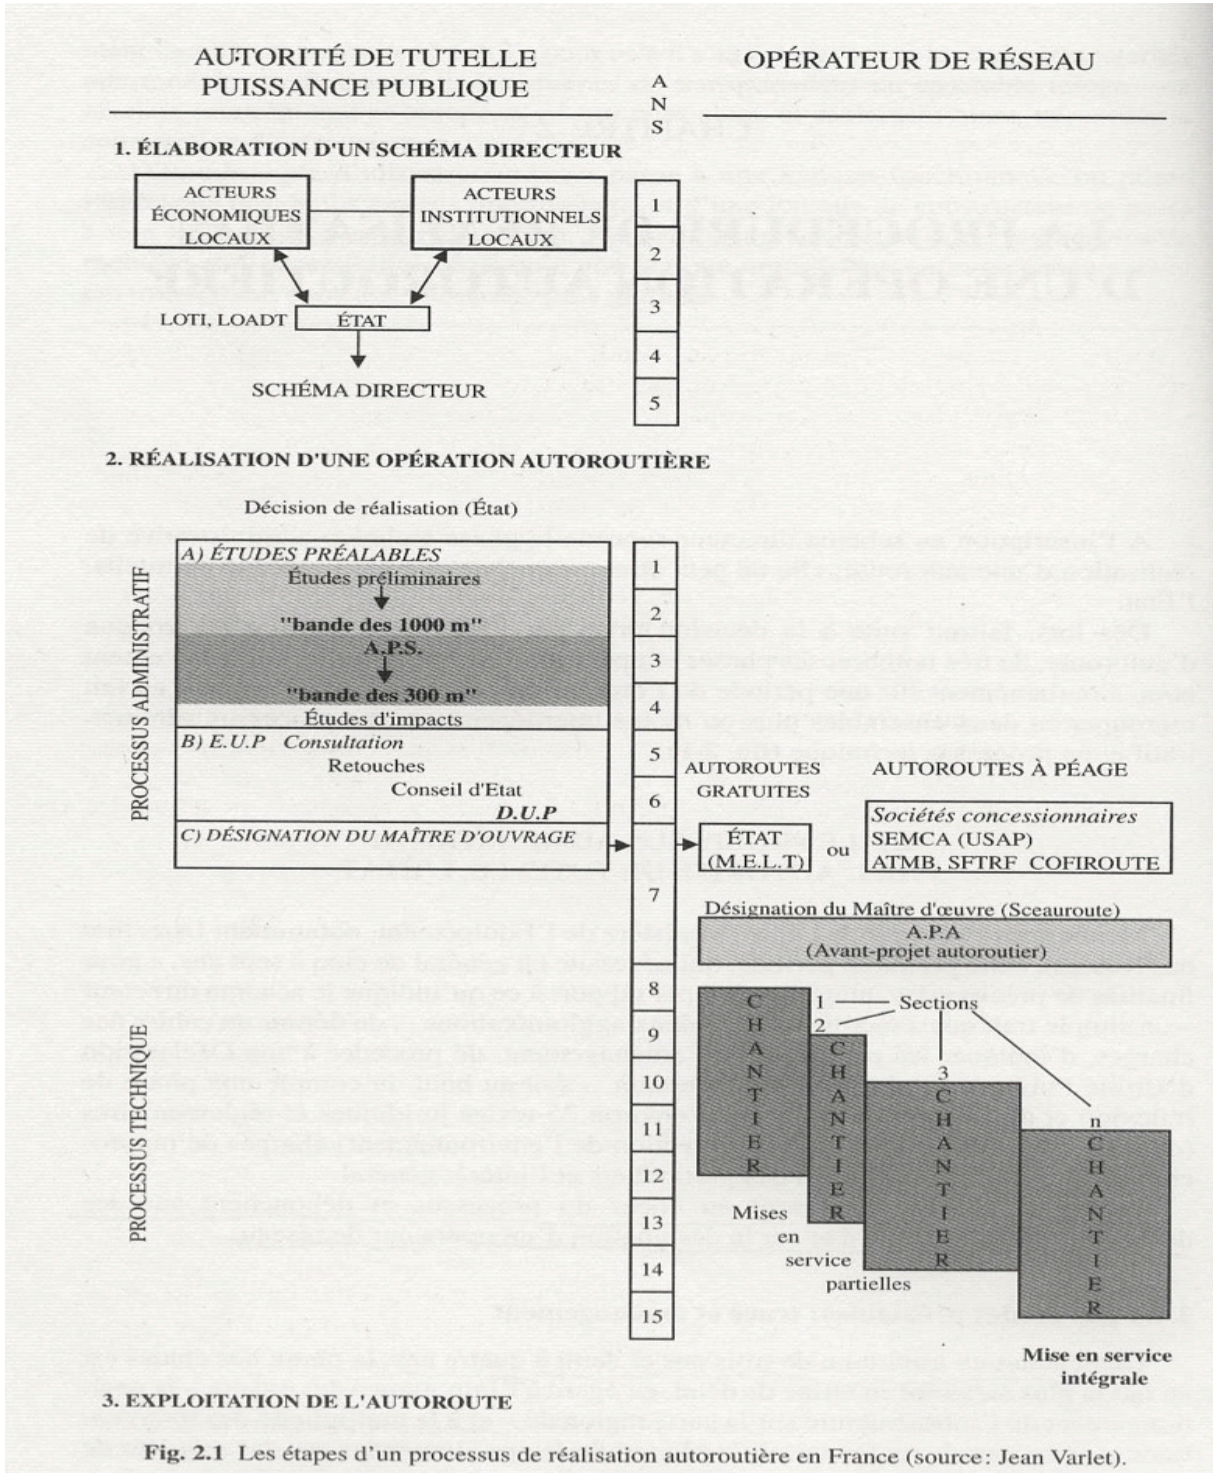 AUTORITÉ DE TUTELLE
PUISSANCE PUBLIQUE
A
N
S
OPÉRATEUR DE RÉSEAU
1. ÉLABORATION D'UN SCHÉMA DIRECTEUR
ACTEURS
ÉCONOMIQUES
LOCAUX
ACTEURS
INSTITUTIONNELS
LOCAUX
LOTI, LOADT
ÉTAT
SCHÉMA DIRECTEUR
1
2
3
4
5
2. RÉALISATION D'UNE OPÉRATION AUTOROUTIÈRE
Décision de réalisation (État)
PROCESSUS ADMINISTRATIF
A) ÉTUDES PRÉALABLES
Études préliminaires
"bande des 1000 m"
A.P.S.
"bande des 300 m"
Études d'impacts
B) E.U.P Consultation
Retouches
Conseil d'Etat
D.U.P
C) DÉSIGNATION DU MAÎTRE D'OUVRAGE
1
2
3
4
5
6
7
8
9
10
11
12
13
14
15
AUTOROUTES
GRATUITES
ÉTAT
(M.E.L.T)
ou
AUTOROUTES À PÉAGE
Sociétés concessionnaires
SEMCA (USAP)
ATMB, SFTRF COFIROUTE
Désignation du Maître d'œuvre (Sceauroute)
A.P.A
(Avant-projet autoroutier)
PROCESSUS TECHNIQUE
CHANTIER
1
Sections
2
CHANTIER
3
CHANTIER
n
CHANTIER
Mises
en
service
partielles
Mise en service
intégrale
3. EXPLOITATION DE L'AUTOROUTE
Fig. 2.1 Les étapes d'un processus de réalisation autoroutière en France (source: Jean Varlet).